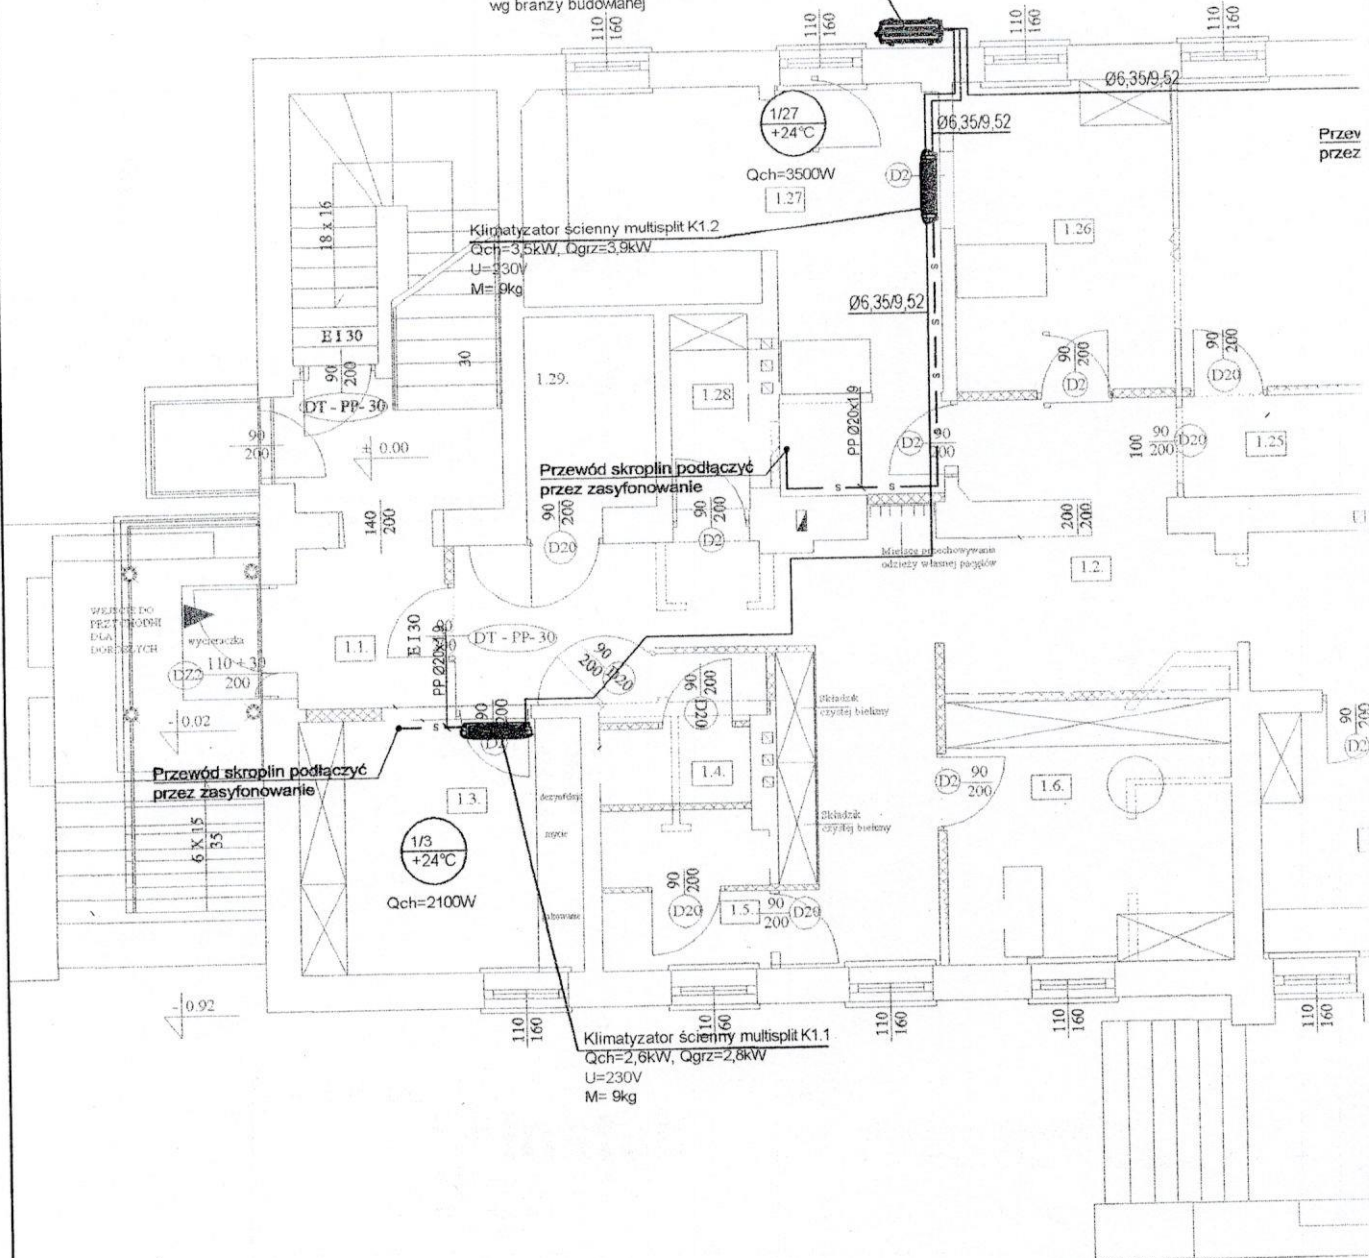 wg branży budowlanej
110
160
110
160
110
160
110
160
Ø6,35/9,52
1/27
+24°C
Ø6,35/9,52
Przew
przez
Qch=3500W
D2
1.27
18 x 16
Klimatyzator ścienny multisplit K1.2
Qch=3,5kW, Qgrz=3,9kW
U=230V
M= 9kg
1.26
s
Ø6,35/9,52
s
E I 30
90
200
30
1.29.
1.28
s
90
200
D2
90
200
D20
DT - PP- 30
90
200
± 0.00
PP Ø20x1,9
D2
90
200
100
90
200
D20
1.25
Przewód skroplin podłączyć
przez zasyfonowanie
s
s
140
200
90
200
D20
90
200
D2
200
200
Miejsce przechowywania
odzieży własnej
1.2
WEJŚCIE DO
PRZYCHODNI
DLA
DOROSŁYCH
wycieraczka
DZ2
110 + 30
200
1.1.
E I 30
PP Ø20x1,9
DT - PP- 30
90
200
D20
90
200
D20
- 0.02
90
200
s
Składzik
czystej bielizny
90
200
D2
Przewód skroplin podłączyć
przez zasyfonowanie
1.3.
1.4.
D2
90
200
1.6.
6 X 15
35
1/3
+24°C
mycie
Składzik
czystej bielizny
Qch=2100W
90
200
D20
1.5.
90
200
D20
- 0.92
110
160
110
160
110
160
110
160
110
160
Klimatyzator ścienny multisplit K1.1
Qch=2,6kW, Qgrz=2,8kW
U=230V
M= 9kg